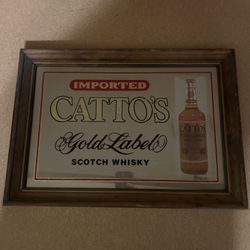 IMPORTED
CATTO'S
Gold Label
SCOTCH WHISKY